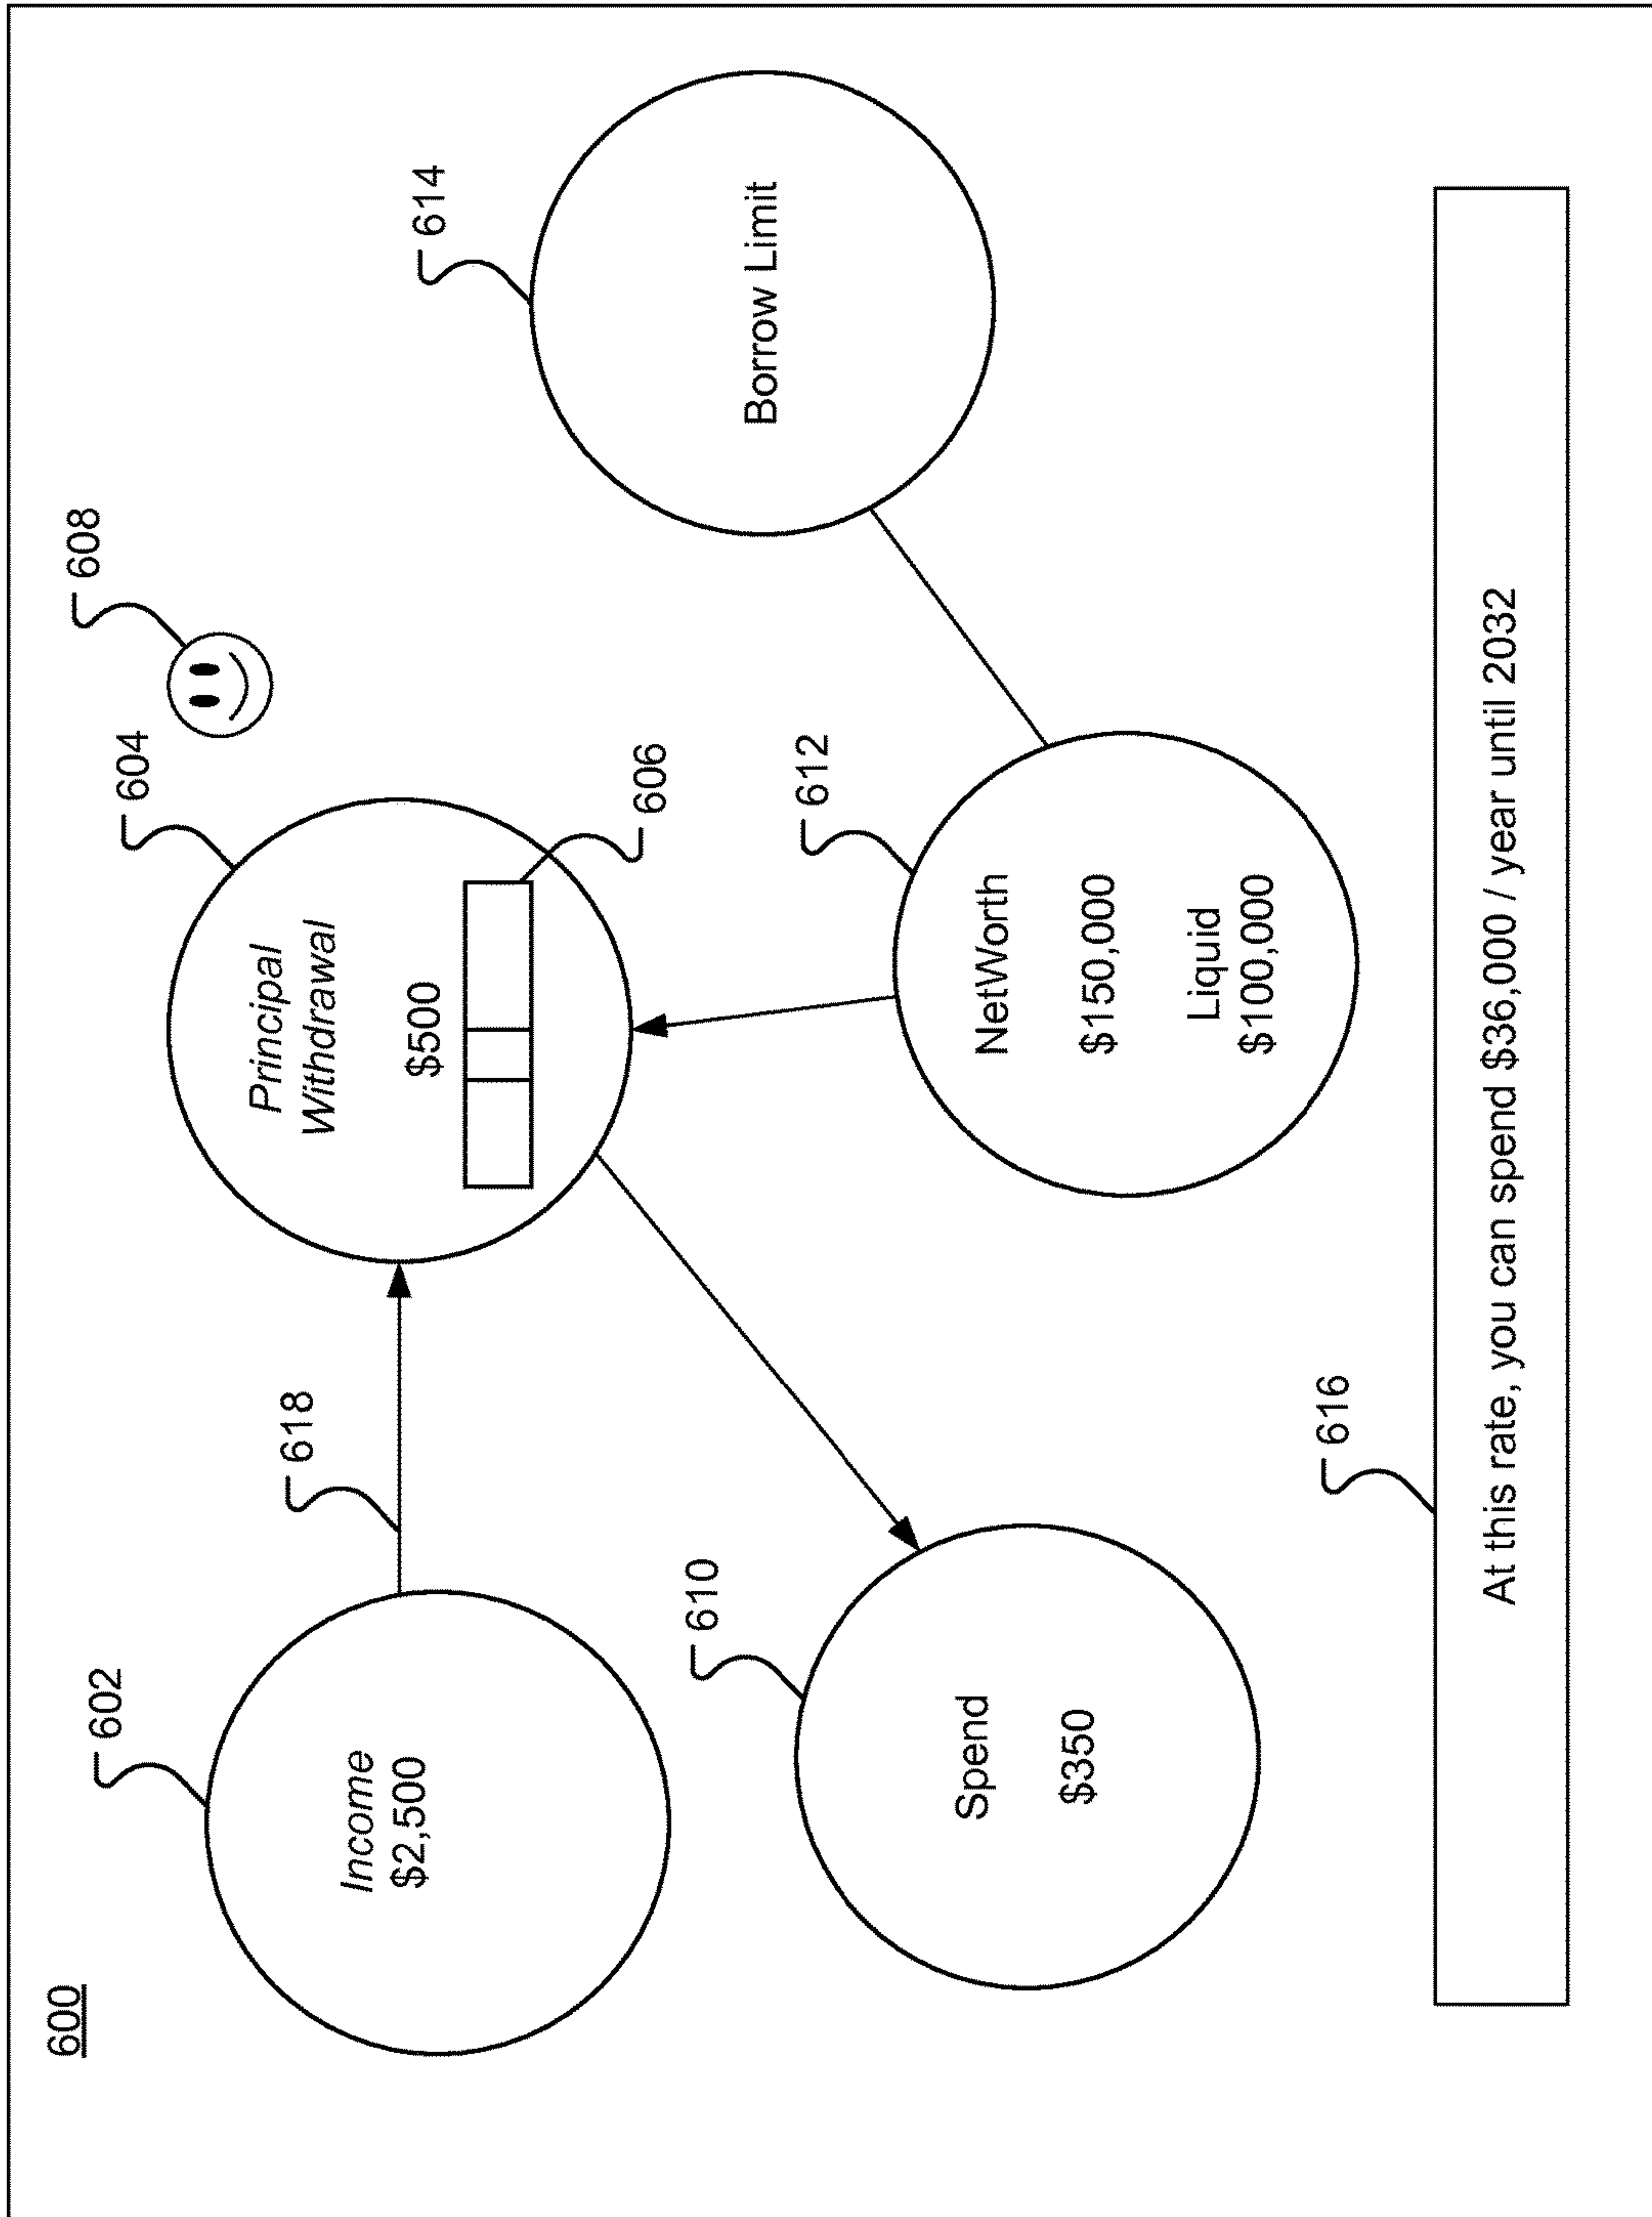 600
602
Income
$2,500
618
604
Principal
Withdrawal
$500
606
608
610
Spend
$350
612
NetWorth
$150,000
Liquid
$100,000
614
Borrow Limit
616
At this rate, you can spend $36,000 / year until 2032